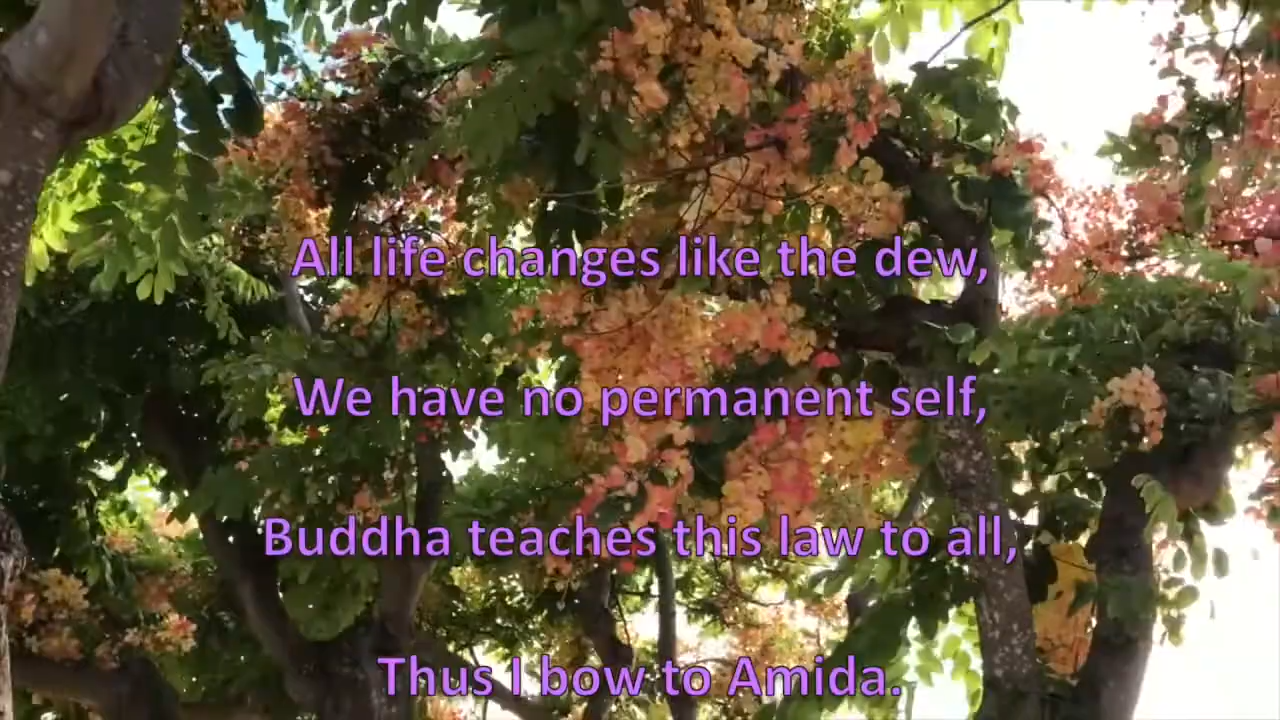 All life changes like the dew,
We have no permanent self,
Buddha teaches this law to all,
Thus I bow to Amida.